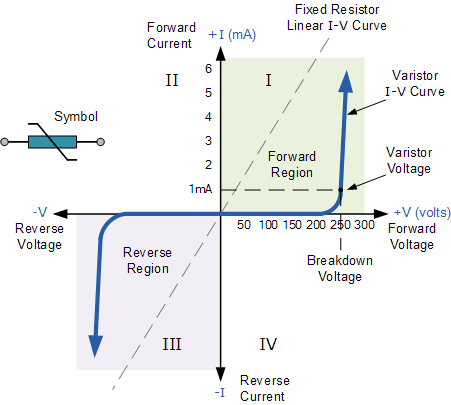 Fixed Resistor
Linear I-V Curve
Forward
Current
+I (mA)
II
I
6
5
4
3
2
1mA
Varistor
I-V Curve
Symbol
Forward
Region
Varistor
Voltage
-V
Reverse
Voltage
+V (volts)
Forward
Voltage
50 100 150 200 250 300
Breakdown
Voltage
Reverse
Region
III
IV
-I
Reverse
Current